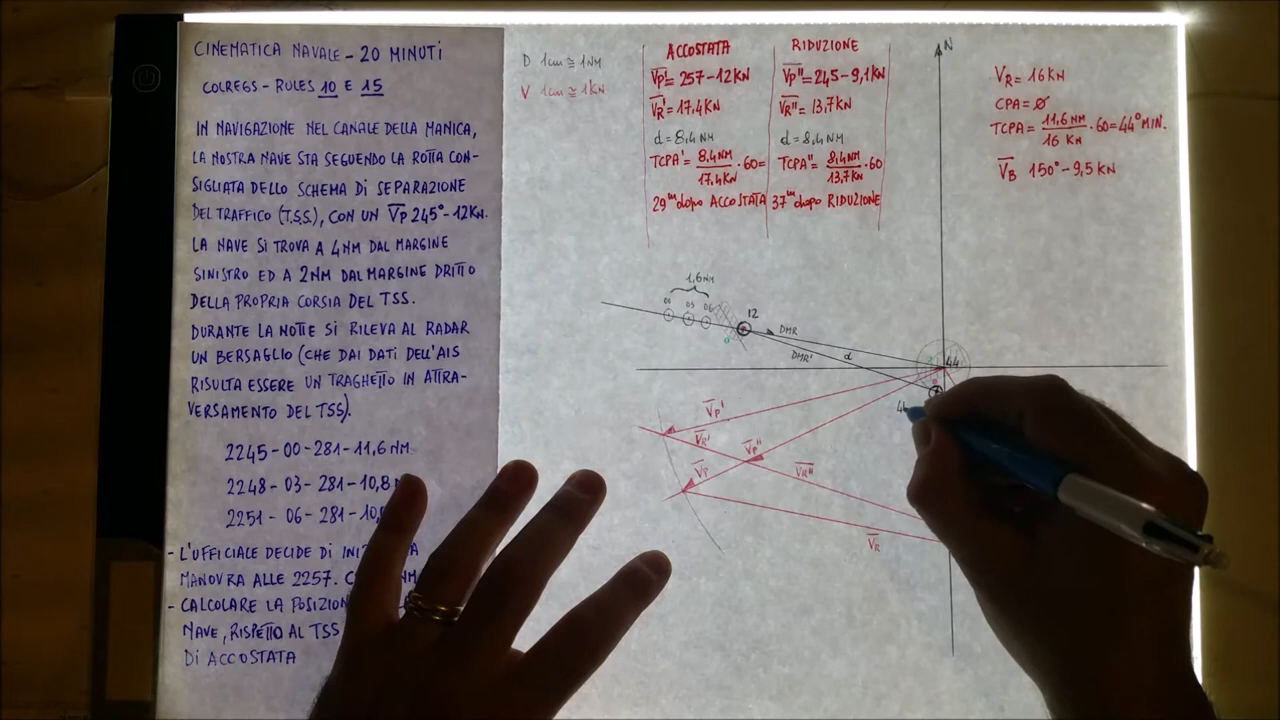 CINEMATICA NAVALE - 20 MINUTI
COLREGS - RULES 10 E 15
IN NAVIGAZIONE NEL CANALE DELLA MANICA,
LA NOSTRA NAVE STA SEGUENDO LA ROTTA CON-
SIGLIATA DELLO SCHEMA DI SEPARAZIONE
DEL TRAFFICO (T.S.S.), CON UN VP 245° - 12KN.
LA NAVE SI TROVA A 4NM DAL MARGINE
SINISTRO ED A 2NM DAL MARGINE DRITTO
DELLA PROPRIA CORSIA DEL TSS.
DURANTE LA NOTTE SI RILEVA AL RADAR
UN BERSAGLIO (CHE DAI DATI DELL'AIS
RISULTA ESSERE UN TRAGHETTO IN ATTRA-
VERSAMENTO DEL TSS).
2245-00-281-11,6 NM
2248-03-281-10,8
2251-06-281-10,
- L'UFFICIALE DECIDE DI
MANOVRA ALLE 2257.
- CALCOLARE LA
NAVE, RISPETTO AL TSS
DI ACCOSTATA
D 1cm ≅ 1NM
V 1cm ≅ 1KN
ACCOSTATA
VP' = 257-12KN
VR' = 17,4KN
d = 8,4NM
TCPA' = 8,4NM / 17,4KN · 60 =
29m dopo ACCOSTATA
RIDUZIONE
VP" = 245-9,1KN
VR" = 13,7KN
d = 8,4NM
TCPA" = 8,4NM / 13,7KN · 60
37m dopo RIDUZIONE
N
VR = 16KN
CPA = Ø
TCPA = 11,6 NM / 16 KN · 60 = 44° MIN.
VB 150° - 9,5 KN
1,6NM
00 03 06
12
DMR
DMR'
d
44
VP'
VR'
VP"
VP
VR"
VR